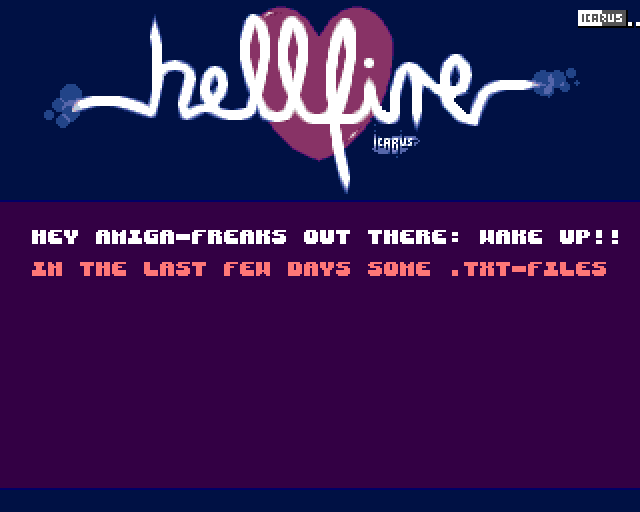 ICARUS
hellfire
ICARUS
HEY AMIGA-FREAKS OUT THERE: WAKE UP!!
IN THE LAST FEW DAYS SOME .TXT-FILES